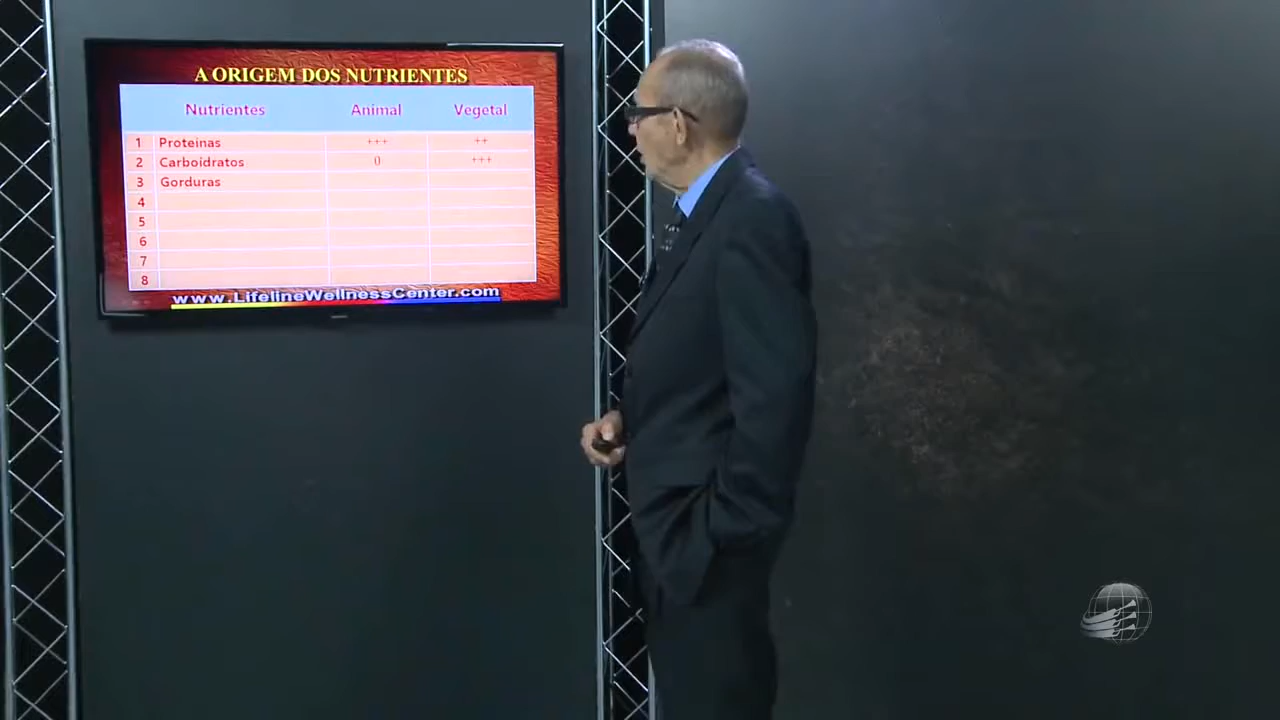 A ORIGEM DOS NUTRIENTES
Nutrientes Animal Vegetal
1 Proteinas +++ ++
2 Carboidratos 0 +++
3 Gorduras
4
5
6
7
8
www.LifelineWellnessCenter.com